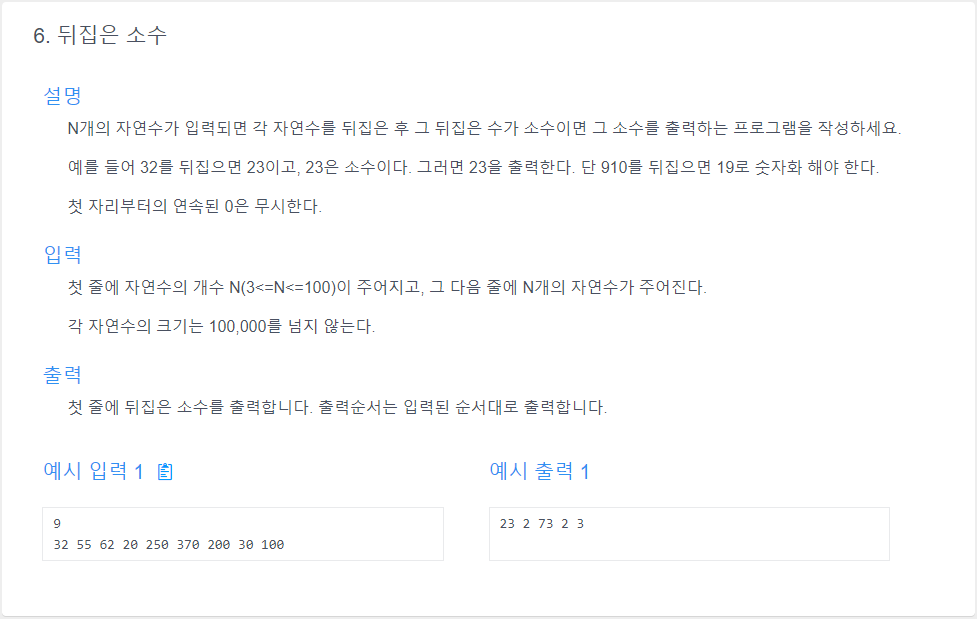 6. 뒤집은 소수
설명
N개의 자연수가 입력되면 각 자연수를 뒤집은 후 그 뒤집은 수가 소수이면 그 소수를 출력하는 프로그램을 작성하세요.
예를 들어 32를 뒤집으면 23이고, 23은 소수이다. 그러면 23을 출력한다. 단 910를 뒤집으면 19로 숫자화 해야 한다.
첫 자리부터의 연속된 0은 무시한다.
입력
첫 줄에 자연수의 개수 N(3<=N<=100)이 주어지고, 그 다음 줄에 N개의 자연수가 주어진다.
각 자연수의 크기는 100,000를 넘지 않는다.
출력
첫 줄에 뒤집은 소수를 출력합니다. 출력순서는 입력된 순서대로 출력합니다.
예시 입력 1
9
32 55 62 20 250 370 200 30 100
예시 출력 1
23 2 73 2 3